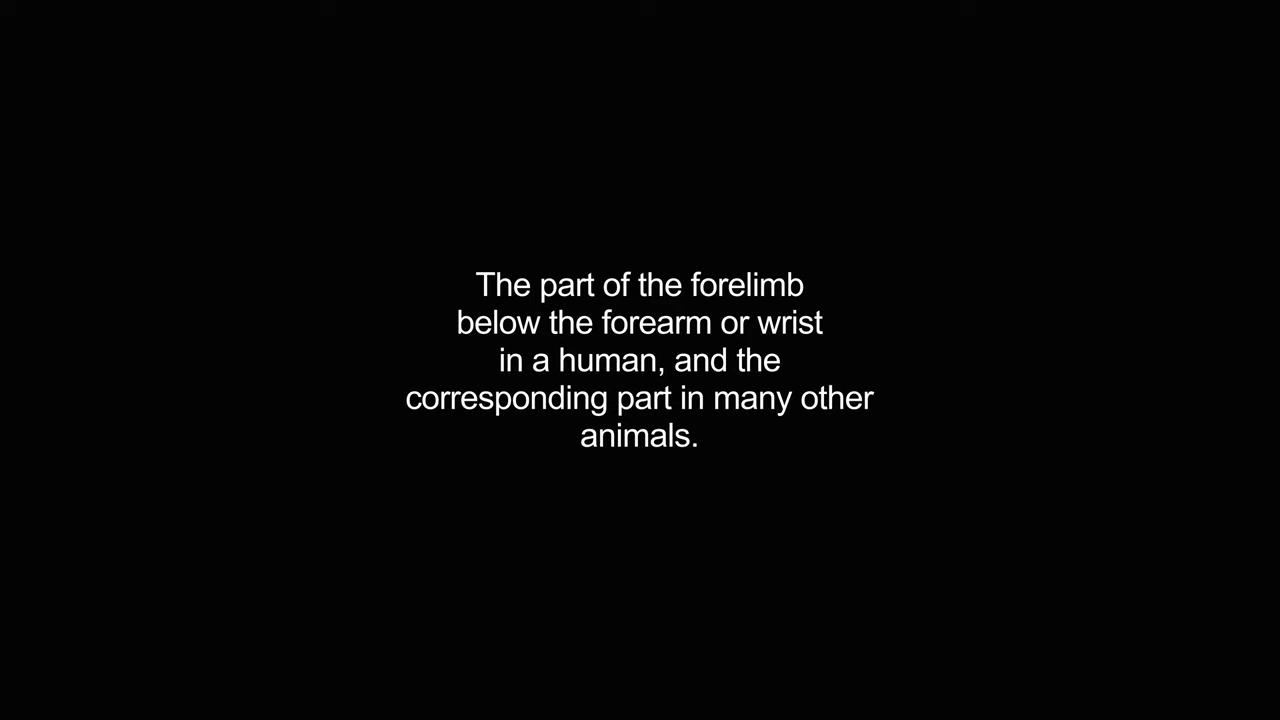 The part of the forelimb
below the forearm or wrist
in a human, and the
corresponding part in many other
animals.